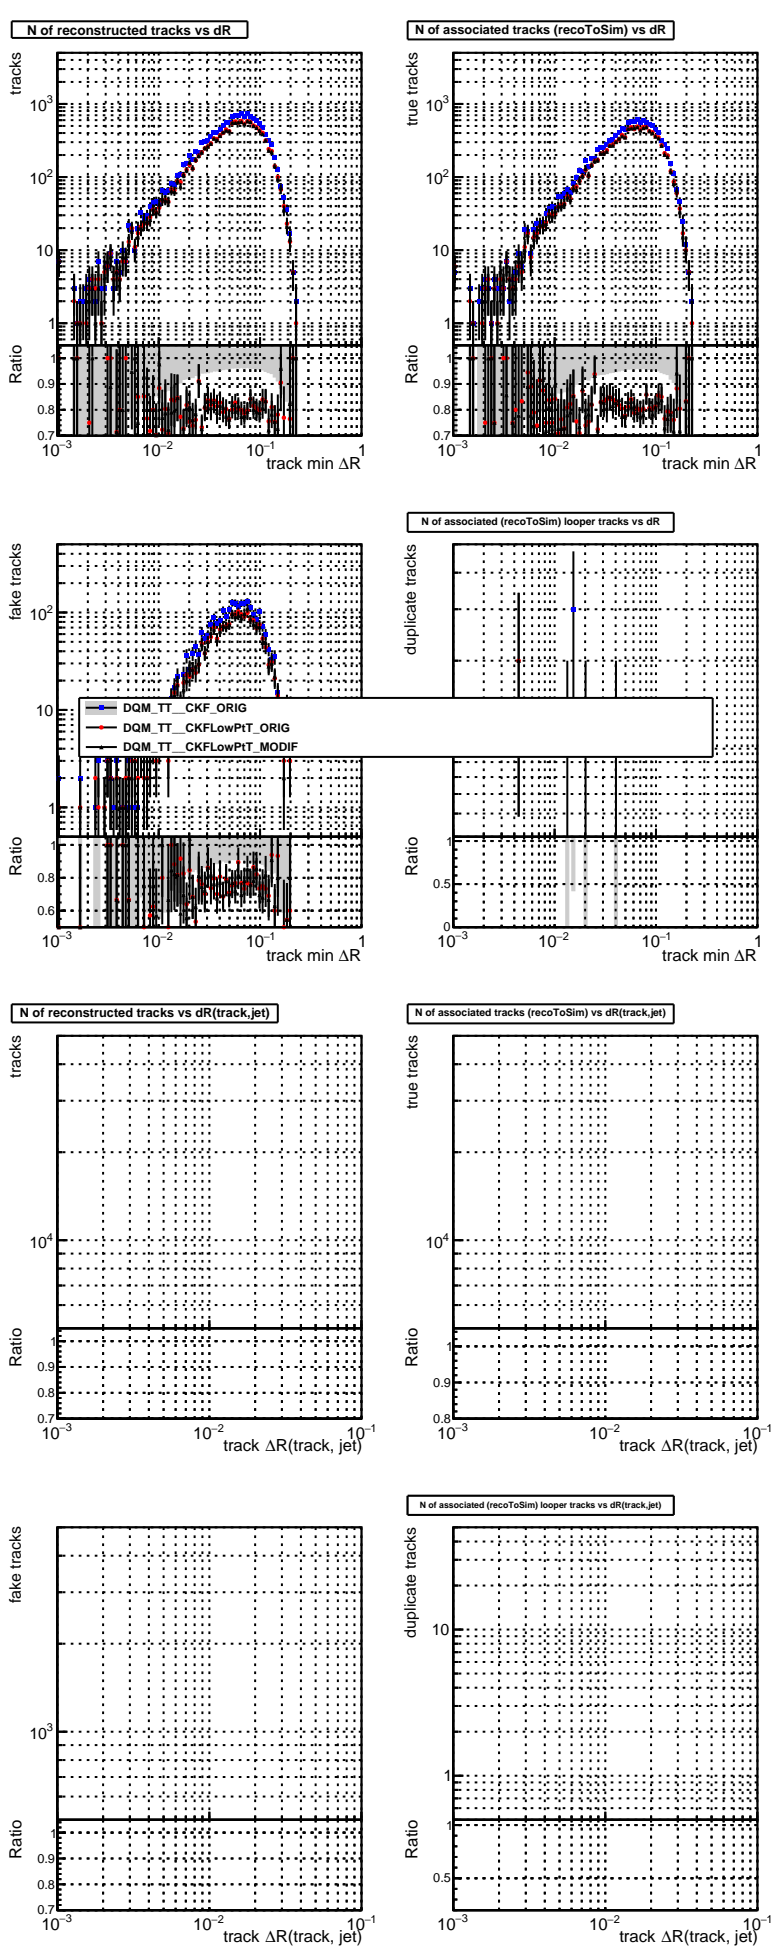 N of reconstructed tracks vs dR
tracks
10³
10²
10
1
Ratio
1
0.9
0.8
0.7
10⁻³
10⁻²
10⁻¹
1
track min ΔR
N of associated tracks (recoToSim) vs dR
true tracks
10³
10²
10
1
Ratio
1
0.9
0.8
0.7
10⁻³
10⁻²
10⁻¹
1
track min ΔR
fake tracks
10²
10
1
Ratio
1
0.8
0.6
10⁻³
10⁻²
10⁻¹
1
track min ΔR
N of associated (recoToSim) looper tracks vs dR
duplicate tracks
Ratio
1
0.5
0
10⁻³
10⁻²
10⁻¹
1
track min ΔR
DQM_TT__CKF_ORIG
DQM_TT__CKFLowPtT_ORIG
DQM_TT__CKFLowPtT_MODIF
N of reconstructed tracks vs dR(track,jet)
tracks
10⁴
Ratio
1
0.9
0.8
0.7
10⁻³
10⁻²
10⁻¹
track ΔR(track, jet)
N of associated tracks (recoToSim) vs dR(track,jet)
true tracks
10⁴
Ratio
1
0.9
0.8
10⁻³
10⁻²
10⁻¹
track ΔR(track, jet)
fake tracks
10³
Ratio
1
0.9
0.8
0.7
10⁻³
10⁻²
10⁻¹
track ΔR(track, jet)
N of associated (recoToSim) looper tracks vs dR(track,jet)
duplicate tracks
10
1
Ratio
1
0.5
10⁻³
10⁻²
10⁻¹
track ΔR(track, jet)